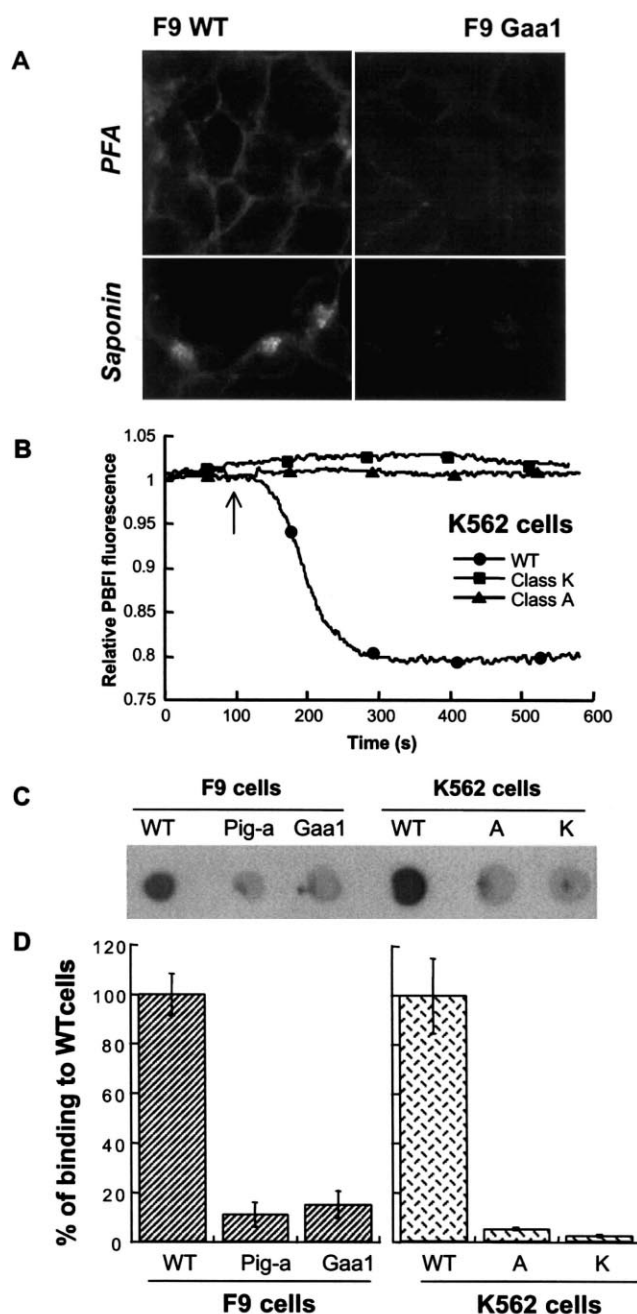 F9 WT F9 Gaa1
A
PFA
Saponin
B
1.05
1
0.95
0.9
0.85
0.8
0.75
Relative PBFI fluorescence
K562 cells
WT
Class K
Class A
0 100 200 300 400 500 600
Time (s)
C
F9 cells K562 cells
WT Pig-a Gaa1 WT A K
D
120
100
80
60
40
20
0
% of binding to WTcells
WT Pig-a Gaa1 WT A K
F9 cells K562 cells